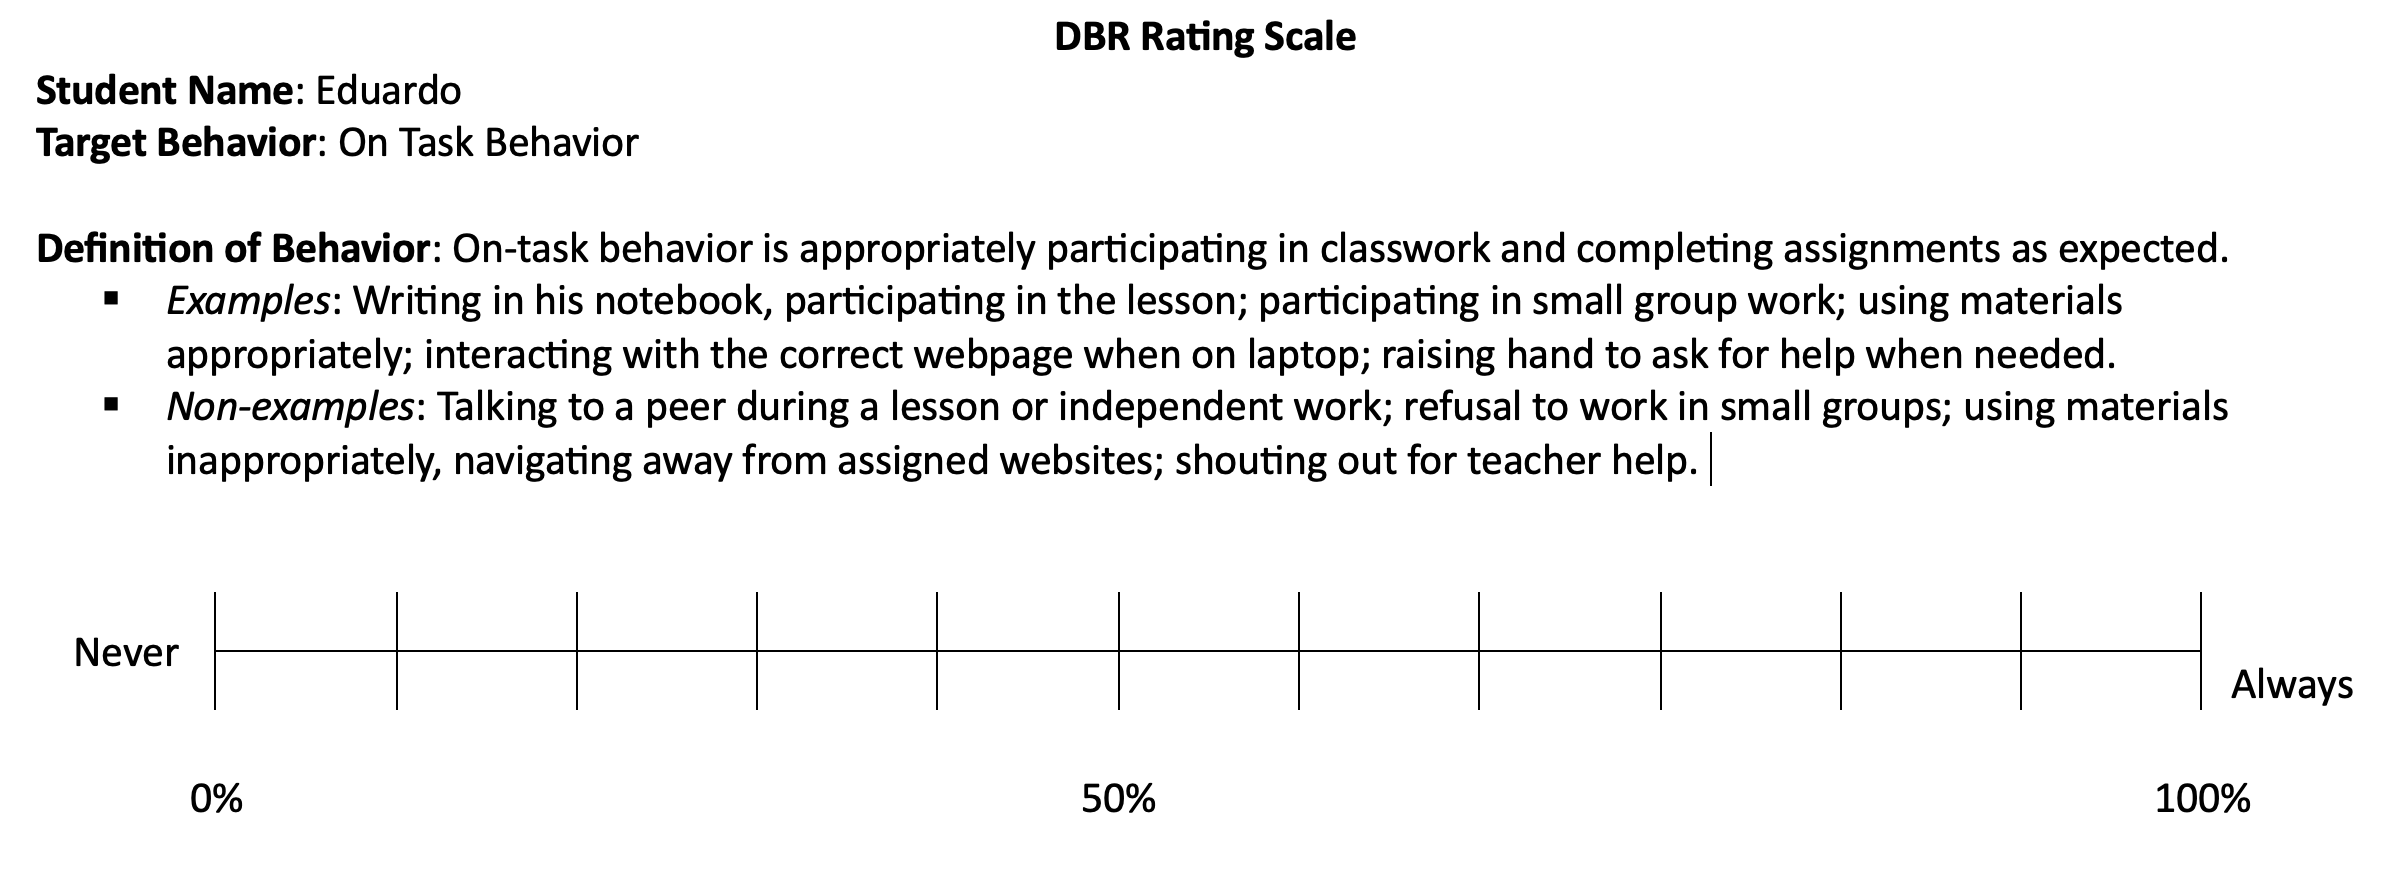 DBR Rating Scale
Student Name: Eduardo
Target Behavior: On Task Behavior
Definition of Behavior: On-task behavior is appropriately participating in classwork and completing assignments as expected.
▪ Examples: Writing in his notebook, participating in the lesson; participating in small group work; using materials
appropriately; interacting with the correct webpage when on laptop; raising hand to ask for help when needed.
▪ Non-examples: Talking to a peer during a lesson or independent work; refusal to work in small groups; using materials
inappropriately, navigating away from assigned websites; shouting out for teacher help.
Never
Always
0% 50% 100%